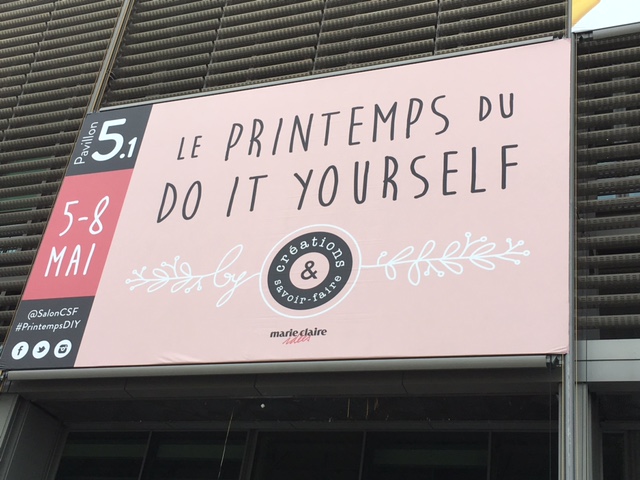 Pavillon 5.1
5-8
MAI
@SalonCSF
#PrintempsDIY
LE PRINTEMPS DU
DO IT YOURSELF
by
créations
&
savoir-faire
marie claire
idées